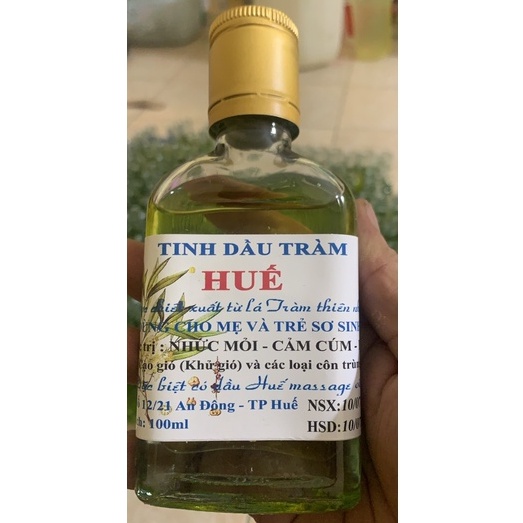 TINH DẦU TRÀM
HUẾ
chiết xuất từ lá Tràm thiên
CHO MẸ VÀ TRẺ SƠ SINH
trị : NHỨC MỎI - CẢM CÚM -
gió (Khử gió) và các loại côn trùn
biệt có dầu Huế massage
12/21 An Đông - TP Huế NSX:10/0
100ml HSD:10/0